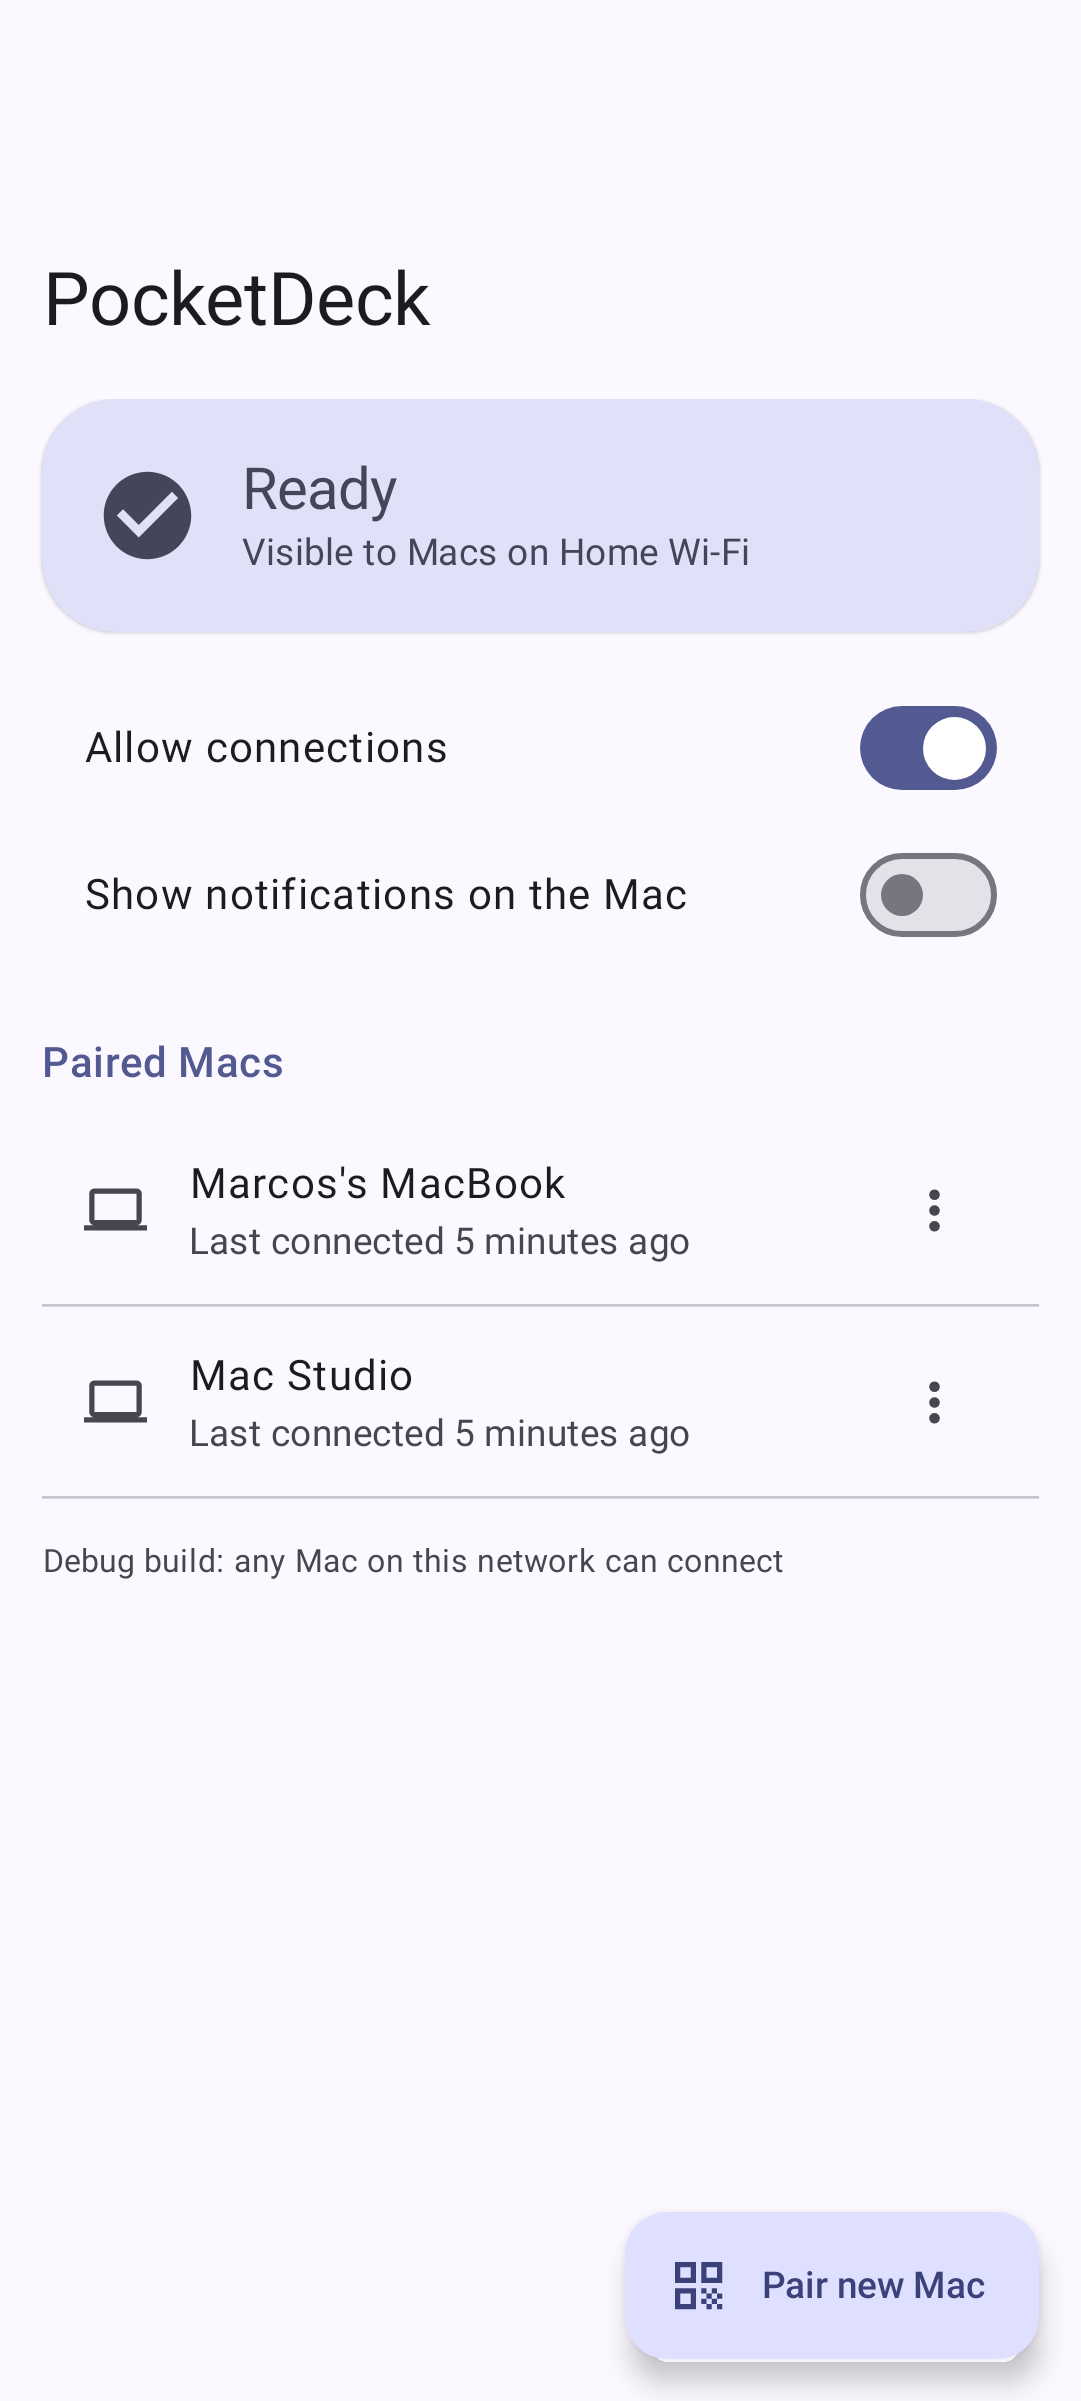 PocketDeck
Ready
Visible to Macs on Home Wi-Fi
Allow connections
Show notifications on the Mac
Paired Macs
Marcos's MacBook
Last connected 5 minutes ago
Mac Studio
Last connected 5 minutes ago
Debug build: any Mac on this network can connect
Pair new Mac